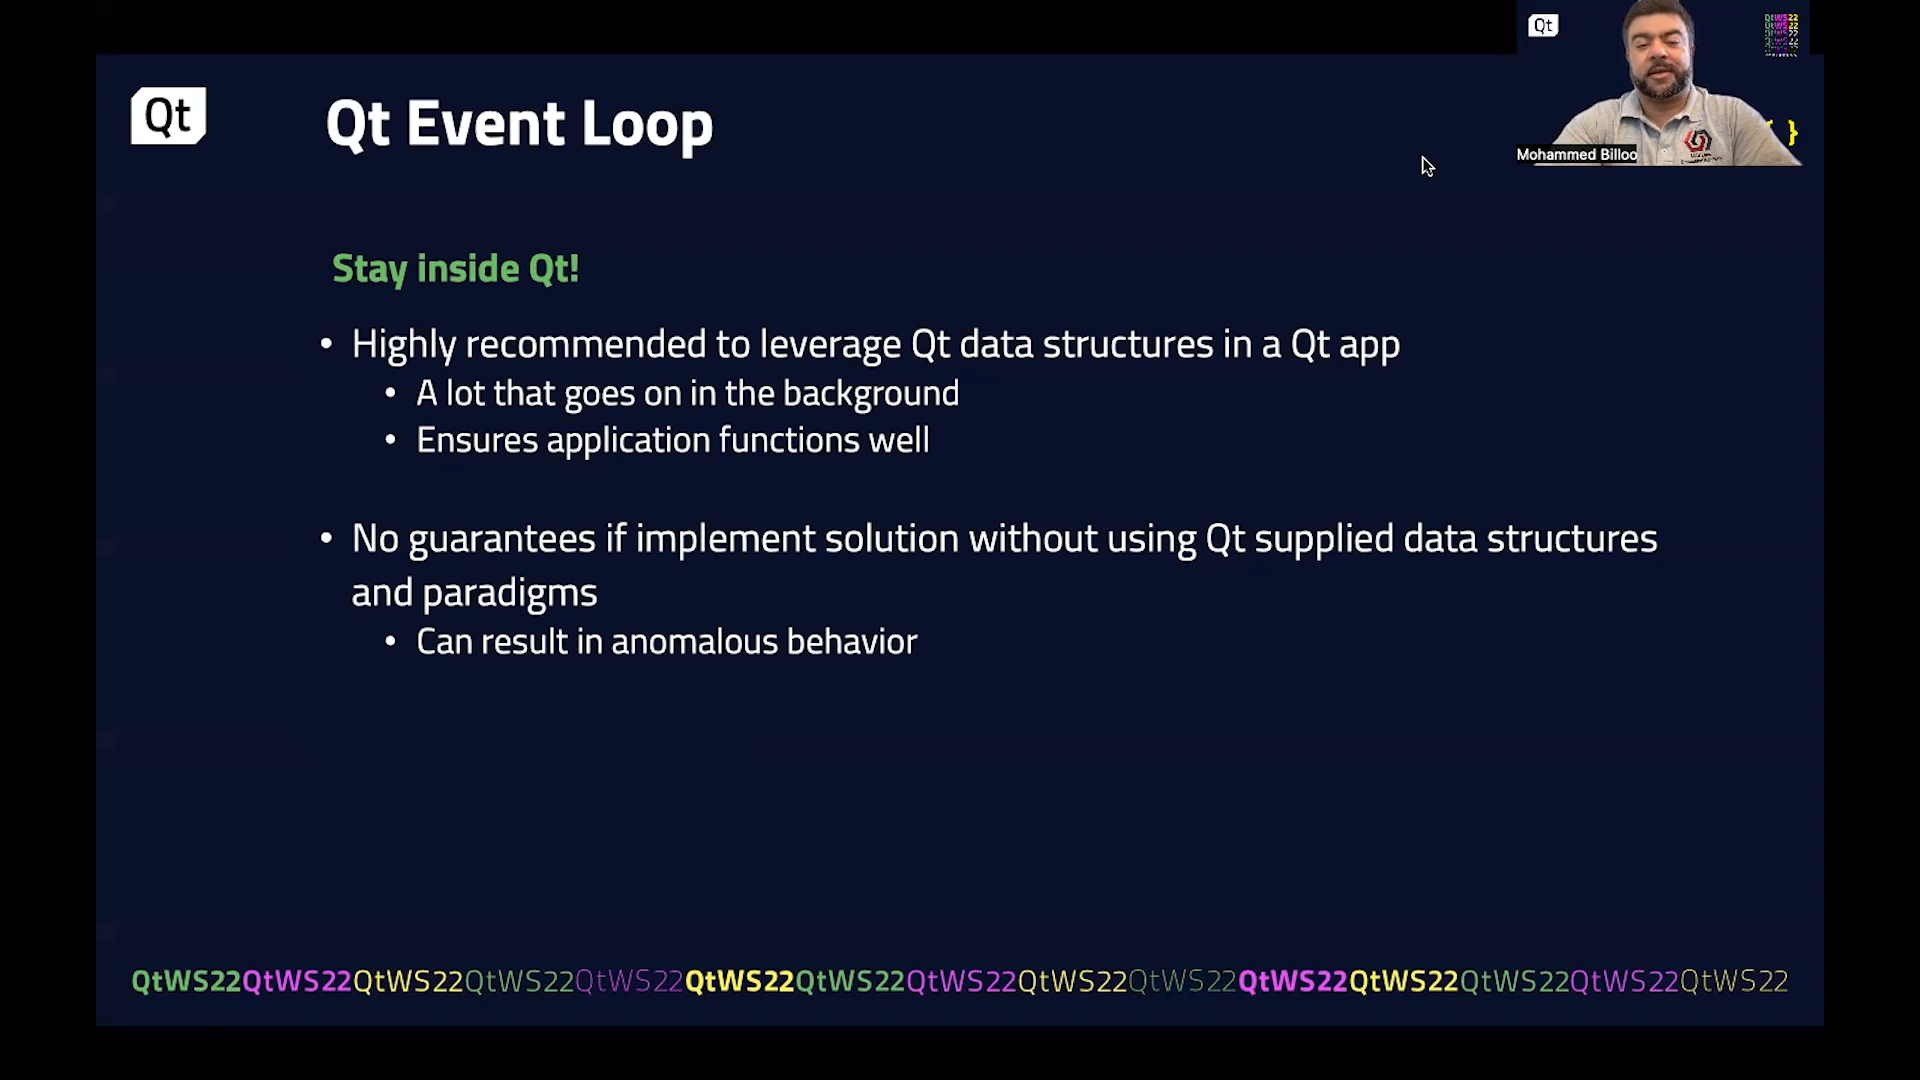 Qt
Qt Event Loop
Qt
Mohammed Billoo
}
Stay inside Qt!
• Highly recommended to leverage Qt data structures in a Qt app
• A lot that goes on in the background
• Ensures application functions well
• No guarantees if implement solution without using Qt supplied data structures
and paradigms
• Can result in anomalous behavior
QtWS22QtWS22QtWS22QtWS22QtWS22QtWS22QtWS22QtWS22QtWS22QtWS22QtWS22QtWS22QtWS22QtWS22QtWS22